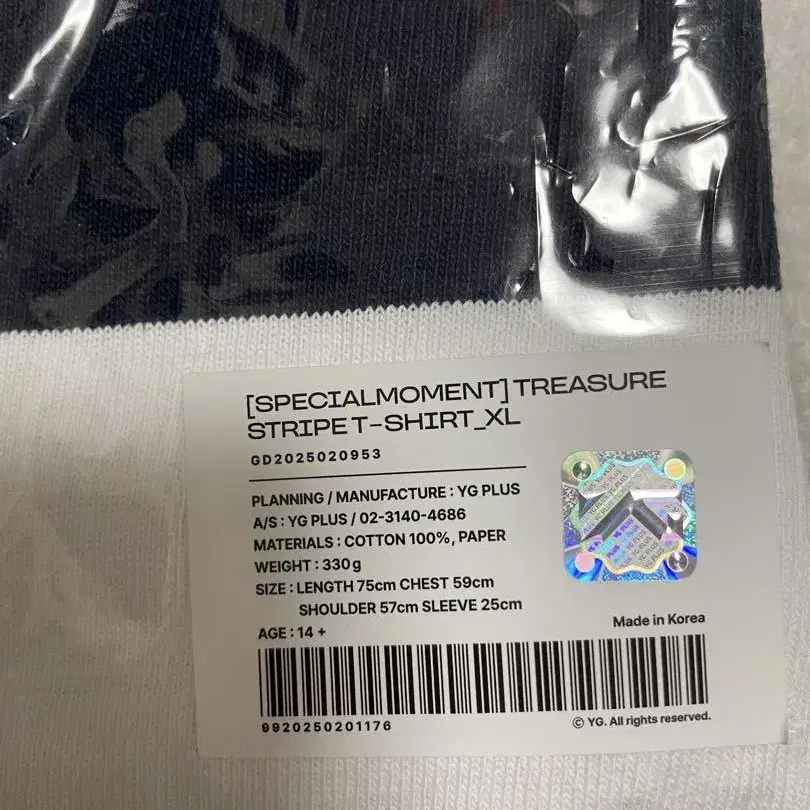 [SPECIALMOMENT] TREASURE
STRIPE T-SHIRT_XL
GD2025020953
PLANNING / MANUFACTURE : YG PLUS
A/S : YG PLUS / 02-3140-4686
MATERIALS : COTTON 100%, PAPER
WEIGHT : 330g
SIZE : LENGTH 75cm CHEST 59cm
SHOULDER 57cm SLEEVE 25cm
AGE : 14 +
YG PLUS
Made in Korea
9920250201176
© YG. All rights reserved.